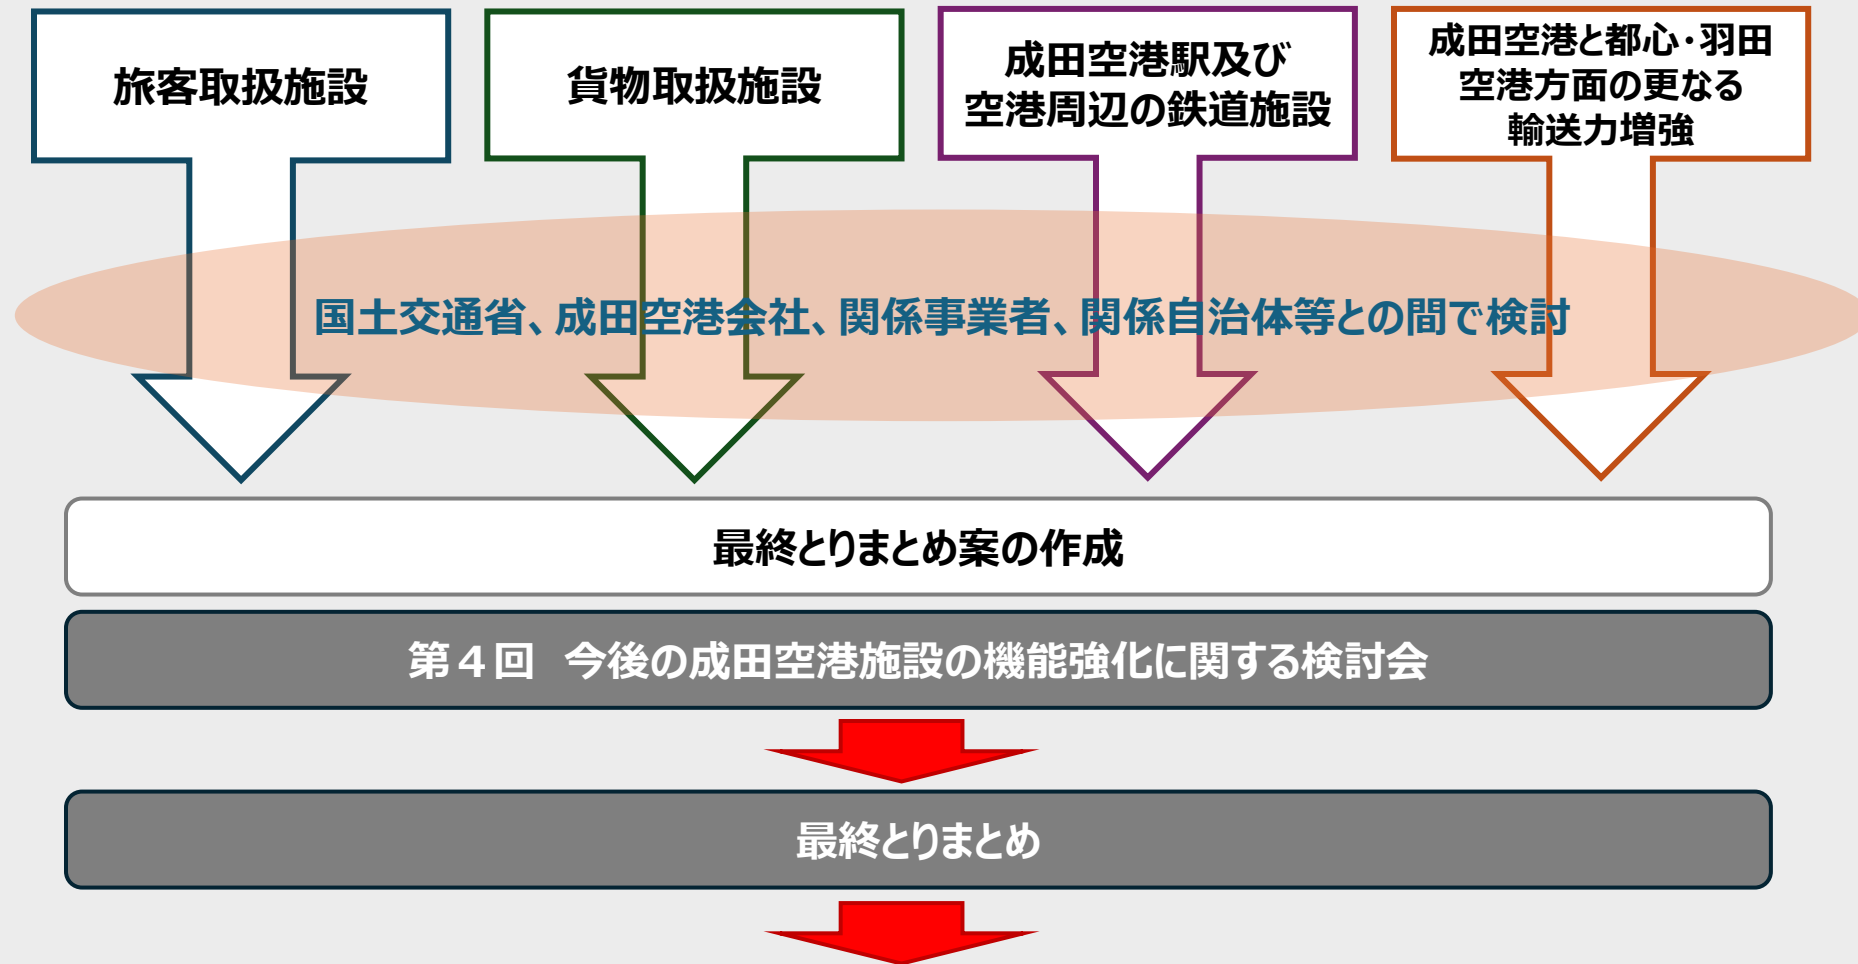 旅客取扱施設
貨物取扱施設
成田空港駅及び
空港周辺の鉄道施設
成田空港と都心・羽田
空港方面の更なる
輸送力増強
国土交通省、成田空港会社、関係事業者、関係自治体等との間で検討
最終とりまとめ案の作成
第４回　今後の成田空港施設の機能強化に関する検討会
最終とりまとめ